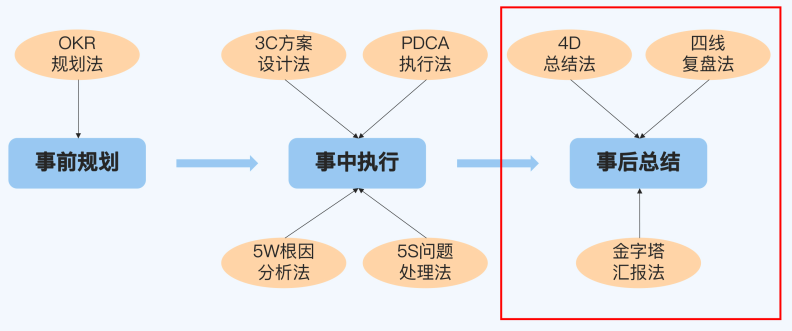 OKR
规划法
3C方案
设计法
PDCA
执行法
4D
总结法
四线
复盘法
事前规划
事中执行
事后总结
5W根因
分析法
5S问题
处理法
金字塔
汇报法